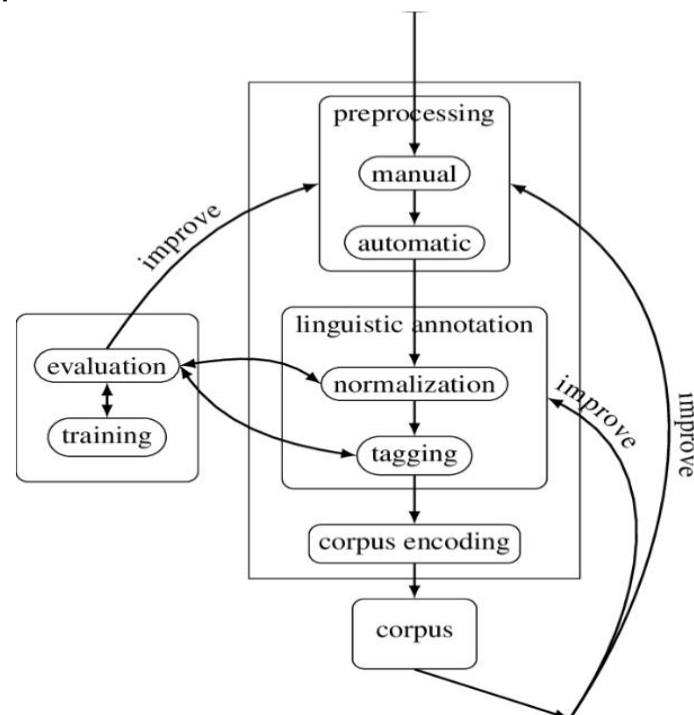 preprocessing
manual
automatic
improve
linguistic annotation
evaluation
normalization
improve
improve
training
tagging
corpus encoding
corpus